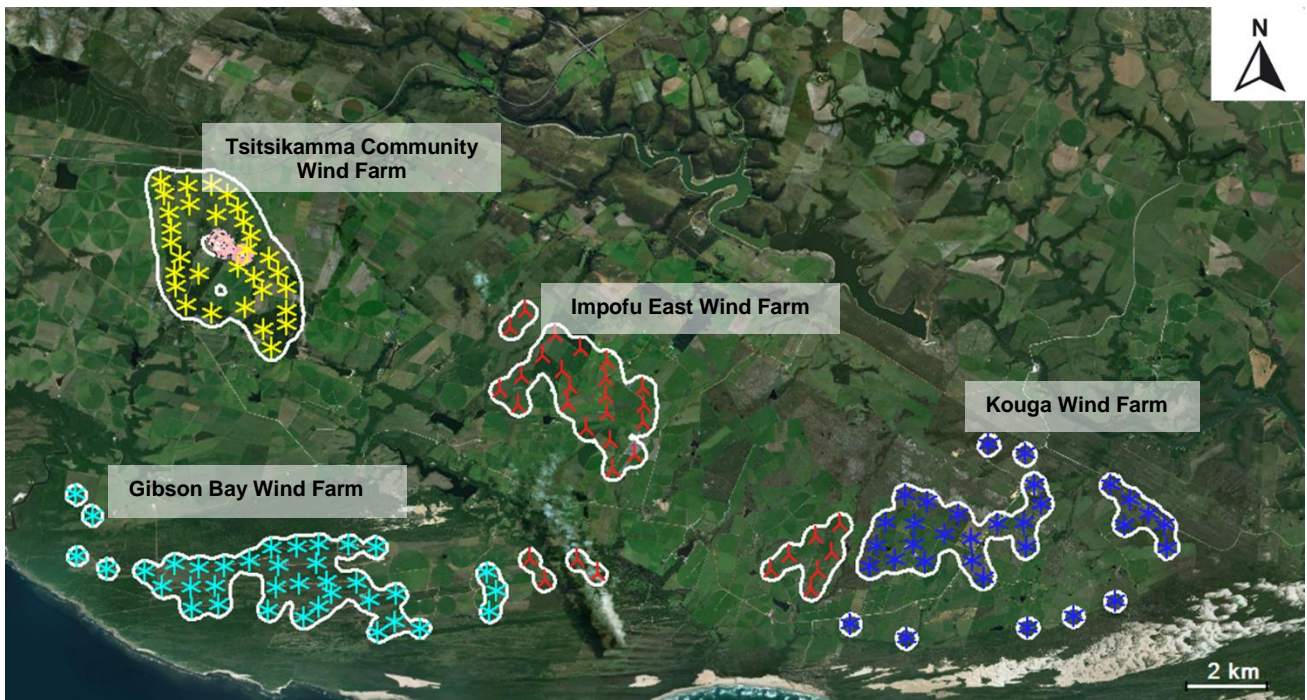 N
Tsitsikamma Community
Wind Farm
Impofu East Wind Farm
Kouga Wind Farm
Gibson Bay Wind Farm
2 km